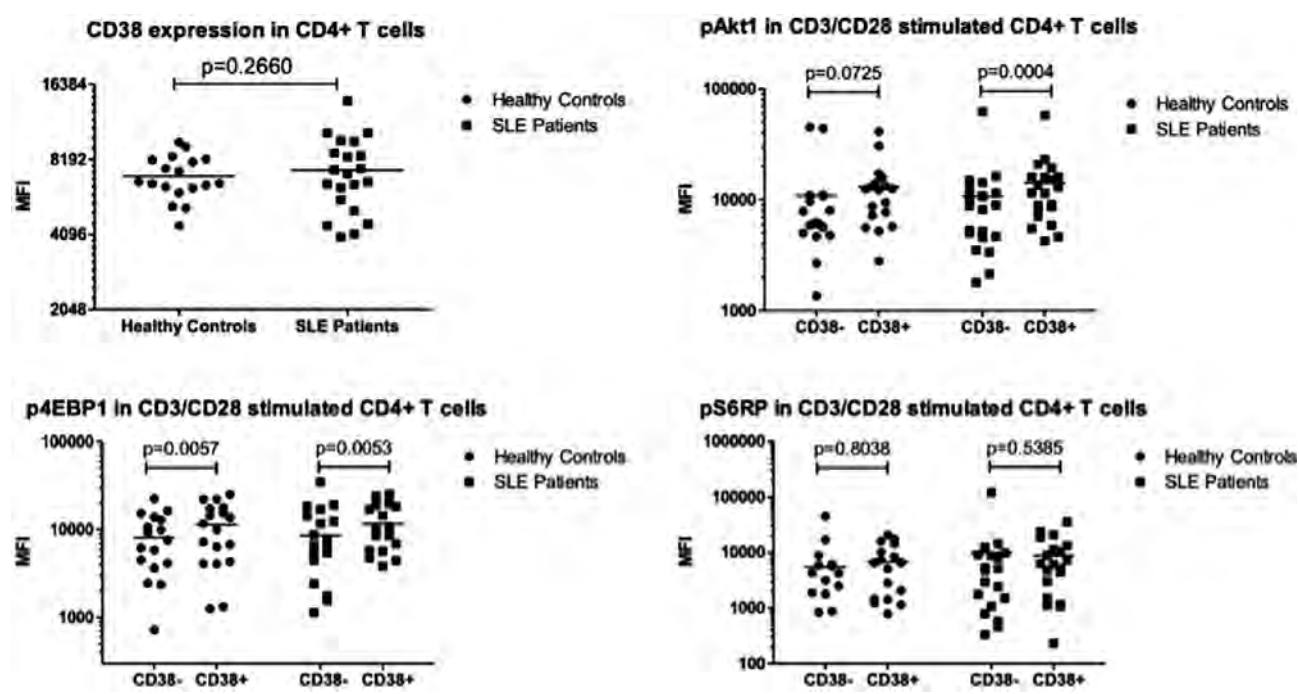 CD38 expression in CD4+ T cells
p=0.2660
16384
8192
4096
2048
MFI
Healthy Controls
SLE Patients
Healthy Controls
SLE Patients
pAkt1 in CD3/CD28 stimulated CD4+ T cells
p=0.0725
p=0.0004
100000
10000
1000
MFI
Healthy Controls
SLE Patients
CD38-
CD38+
CD38-
CD38+
p4EBP1 in CD3/CD28 stimulated CD4+ T cells
p=0.0057
p=0.0053
100000
10000
1000
MFI
Healthy Controls
SLE Patients
CD38-
CD38+
CD38-
CD38+
pS6RP in CD3/CD28 stimulated CD4+ T cells
p=0.8038
p=0.5385
1000000
100000
10000
1000
100
MFI
Healthy Controls
SLE Patients
CD38-
CD38+
CD38-
CD38+